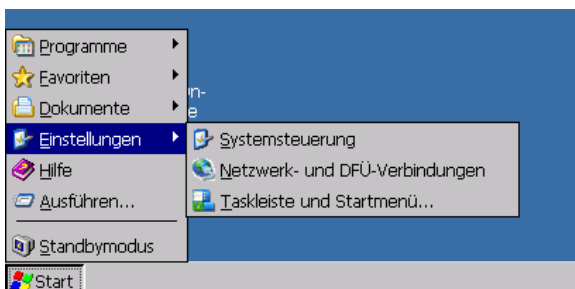 Programme
Favoriten
Dokumente
Einstellungen
Hilfe
Ausführen...
Standbymodus
Start
n-
e
Systemsteuerung
Netzwerk- und DFÜ-Verbindungen
Taskleiste und Startmenü...